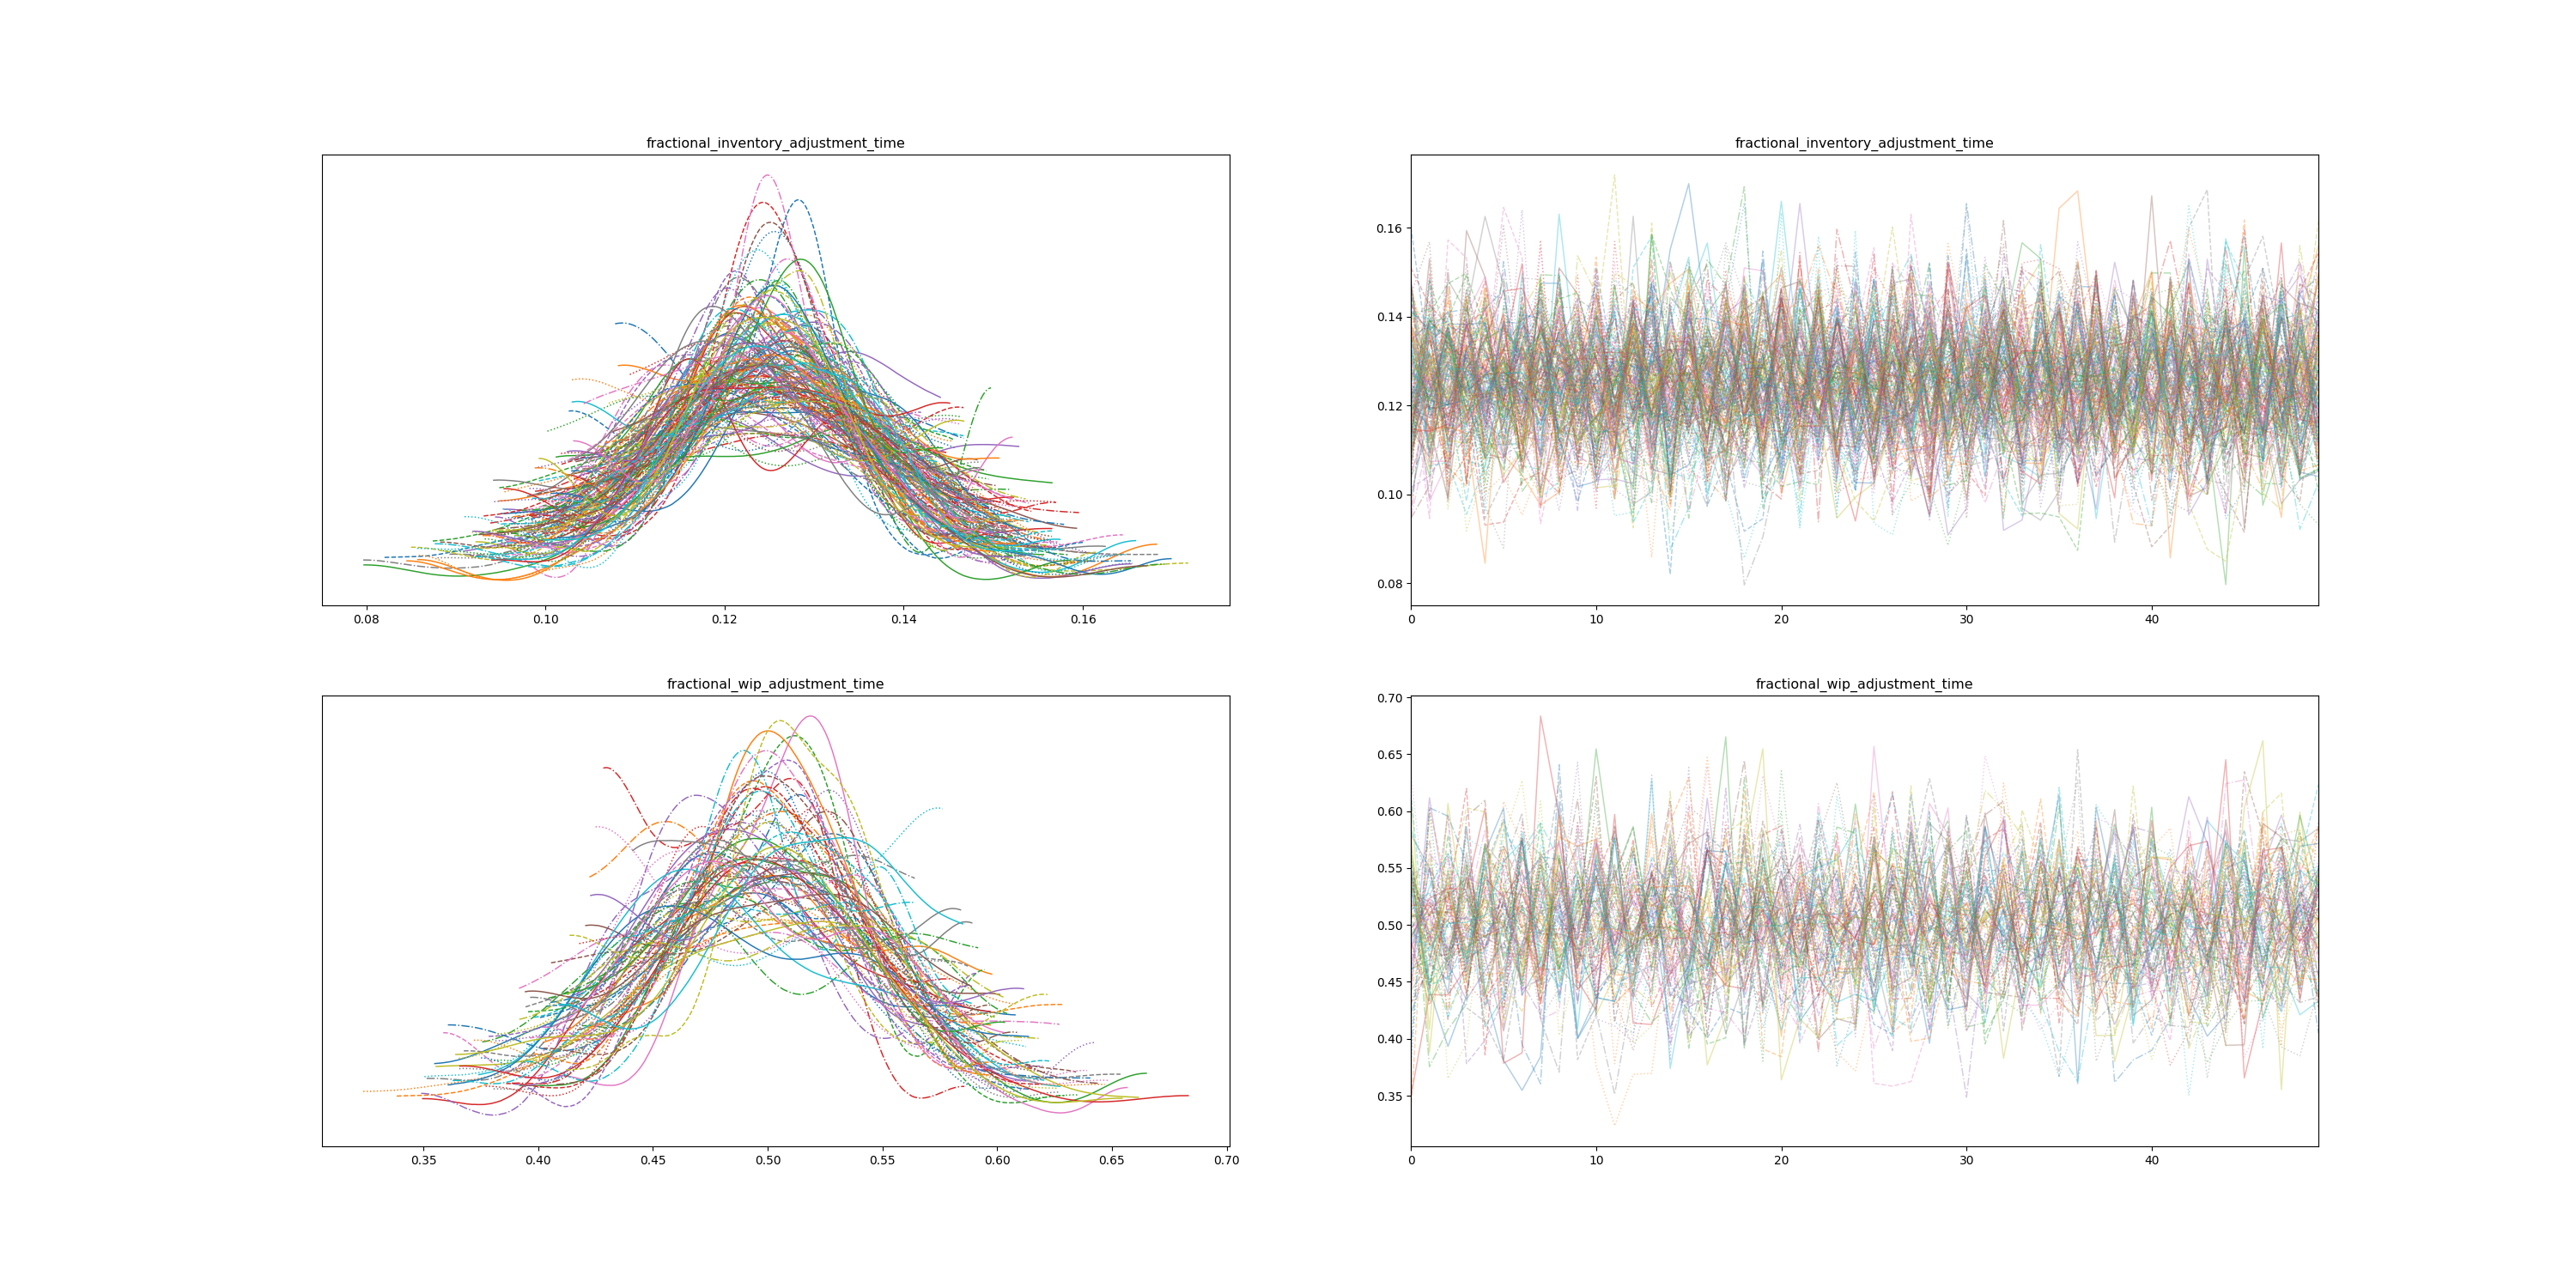 fractional_inventory_adjustment_time
fractional_inventory_adjustment_time
0.16
0.14
0.12
0.10
0.08
0.08 0.10 0.12 0.14 0.16
0 10 20 30 40
fractional_wip_adjustment_time
fractional_wip_adjustment_time
0.70
0.65
0.60
0.55
0.50
0.45
0.40
0.35
0.35 0.40 0.45 0.50 0.55 0.60 0.65 0.70
0 10 20 30 40